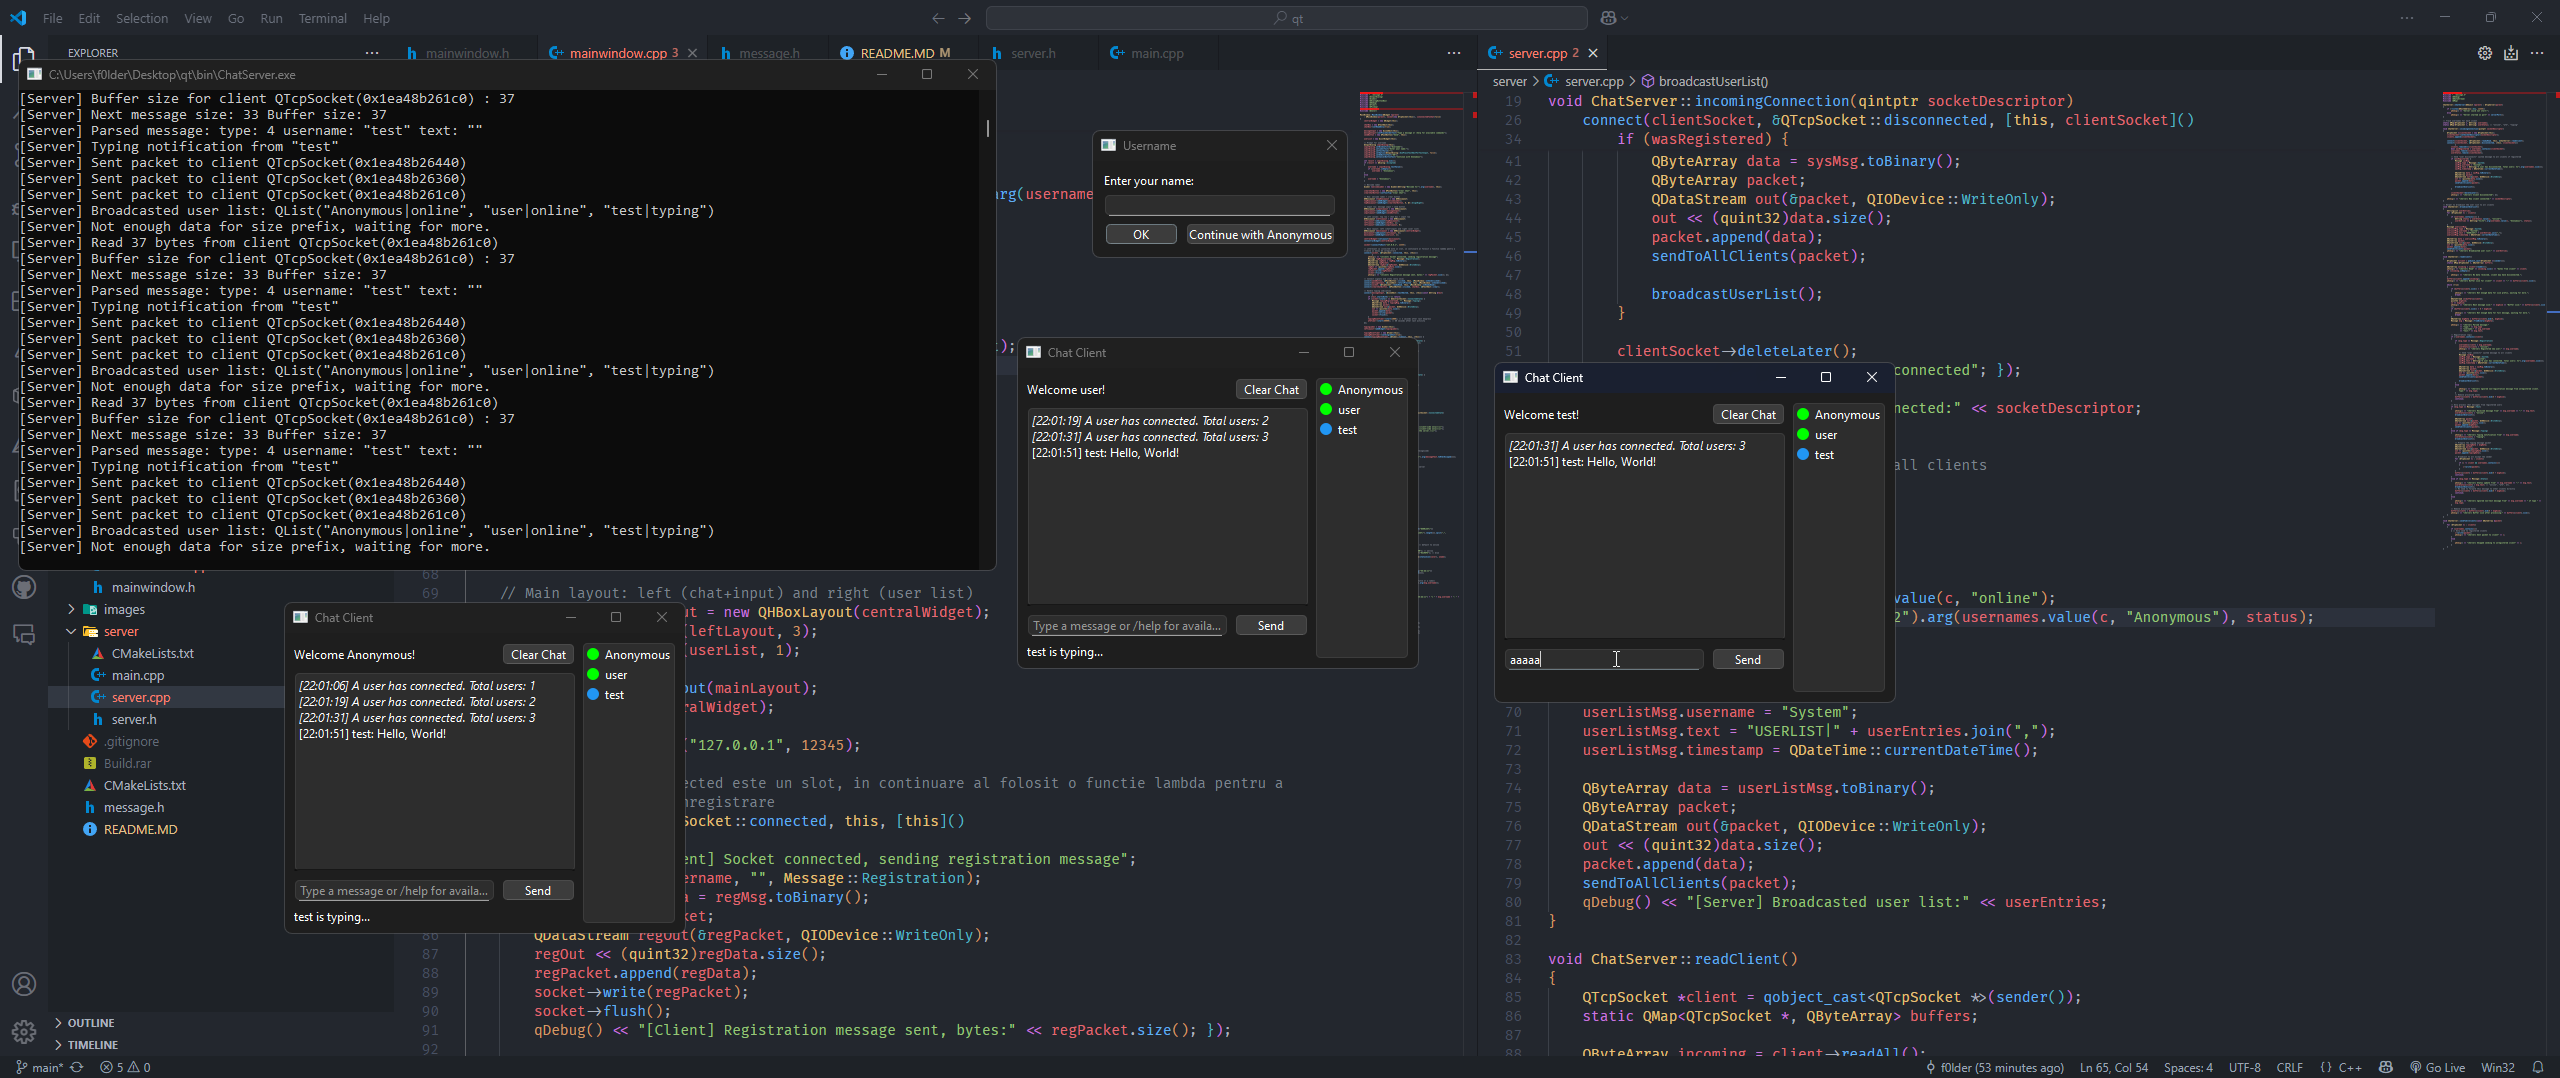 File Edit Selection View Go Run Terminal Help
qt
EXPLORER
mainwindow.h
mainwindow.cpp 3
message.h
README.MD M
server.h
main.cpp
server.cpp 2
C:\Users\f0lder\Desktop\qt\bin\ChatServer.exe
[Server] Buffer size for client QTcpSocket(0x1ea48b261c0) : 37
[Server] Next message size: 33 Buffer size: 37
[Server] Parsed message: type: 4 username: "test" text: ""
[Server] Typing notification from "test"
[Server] Sent packet to client QTcpSocket(0x1ea48b26440)
[Server] Sent packet to client QTcpSocket(0x1ea48b26360)
[Server] Sent packet to client QTcpSocket(0x1ea48b261c0)
[Server] Broadcasted user list: QList("Anonymous|online", "user|online", "test|typing")
[Server] Not enough data for size prefix, waiting for more.
[Server] Read 37 bytes from client QTcpSocket(0x1ea48b261c0)
[Server] Buffer size for client QTcpSocket(0x1ea48b261c0) : 37
[Server] Next message size: 33 Buffer size: 37
[Server] Parsed message: type: 4 username: "test" text: ""
[Server] Typing notification from "test"
[Server] Sent packet to client QTcpSocket(0x1ea48b26440)
[Server] Sent packet to client QTcpSocket(0x1ea48b26360)
[Server] Sent packet to client QTcpSocket(0x1ea48b261c0)
[Server] Broadcasted user list: QList("Anonymous|online", "user|online", "test|typing")
[Server] Not enough data for size prefix, waiting for more.
[Server] Read 37 bytes from client QTcpSocket(0x1ea48b261c0)
[Server] Buffer size for client QTcpSocket(0x1ea48b261c0) : 37
[Server] Next message size: 33 Buffer size: 37
[Server] Parsed message: type: 4 username: "test" text: ""
[Server] Typing notification from "test"
[Server] Sent packet to client QTcpSocket(0x1ea48b26440)
[Server] Sent packet to client QTcpSocket(0x1ea48b26360)
[Server] Sent packet to client QTcpSocket(0x1ea48b261c0)
[Server] Broadcasted user list: QList("Anonymous|online", "user|online", "test|typing")
[Server] Not enough data for size prefix, waiting for more.
mainwindow.h
images
server
CMakeLists.txt
main.cpp
server.cpp
server.h
.gitignore
Build.rar
CMakeLists.txt
message.h
README.MD
OUTLINE
TIMELINE
Username
Enter your name:
OK
Continue with Anonymous
arg(username
);
Chat Client
Welcome user!
Clear Chat
[22:01:19] A user has connected. Total users: 2
[22:01:31] A user has connected. Total users: 3
[22:01:51] test: Hello, World!
Anonymous
user
test
Type a message or /help for availa...
Send
test is typing...
68
69 // Main layout: left (chat+input) and right (user list)
ut = new QHBoxLayout(centralWidget);
(leftLayout, 3);
(userList, 1);
out(mainLayout);
ralWidget);
("127.0.0.1", 12345);
ected este un slot, in continuare al folosit o functie lambda pentru a
nregistrare
Socket::connected, this, [this]()
ent] Socket connected, sending registration message";
ername, "", Message::Registration);
a = regMsg.toBinary();
ket;
86 QDataStream regOut(&regPacket, QIODevice::WriteOnly);
87 regOut << (quint32)regData.size();
88 regPacket.append(regData);
89 socket->write(regPacket);
90 socket->flush();
91 qDebug() << "[Client] Registration message sent, bytes:" << regPacket.size(); });
92
Chat Client
Welcome Anonymous!
Clear Chat
[22:01:06] A user has connected. Total users: 1
[22:01:19] A user has connected. Total users: 2
[22:01:31] A user has connected. Total users: 3
[22:01:51] test: Hello, World!
Anonymous
user
test
Type a message or /help for availa...
Send
test is typing...
server > server.cpp > broadcastUserList()
19 void ChatServer::incomingConnection(qintptr socketDescriptor)
26 connect(clientSocket, &QTcpSocket::disconnected, [this, clientSocket]()
34 if (wasRegistered) {
41 QByteArray data = sysMsg.toBinary();
42 QByteArray packet;
43 QDataStream out(&packet, QIODevice::WriteOnly);
44 out << (quint32)data.size();
45 packet.append(data);
46 sendToAllClients(packet);
47
48 broadcastUserList();
49 }
50
51 clientSocket->deleteLater();
connected"; });
nected:" << socketDescriptor;
all clients
value(c, "online");
2").arg(usernames.value(c, "Anonymous"), status);
Chat Client
Welcome test!
Clear Chat
[22:01:31] A user has connected. Total users: 3
[22:01:51] test: Hello, World!
Anonymous
user
test
aaaaa
Send
70 userListMsg.username = "System";
71 userListMsg.text = "USERLIST|" + userEntries.join(",");
72 userListMsg.timestamp = QDateTime::currentDateTime();
73
74 QByteArray data = userListMsg.toBinary();
75 QByteArray packet;
76 QDataStream out(&packet, QIODevice::WriteOnly);
77 out << (quint32)data.size();
78 packet.append(data);
79 sendToAllClients(packet);
80 qDebug() << "[Server] Broadcasted user list:" << userEntries;
81 }
82
83 void ChatServer::readClient()
84 {
85 QTcpSocket *client = qobject_cast<QTcpSocket *>(sender());
86 static QMap<QTcpSocket *, QByteArray> buffers;
87
88 QByteArray incoming = client->readAll();
main* 5 0
f0lder (53 minutes ago) Ln 65, Col 54 Spaces: 4 UTF-8 CRLF {} C++ Go Live Win32